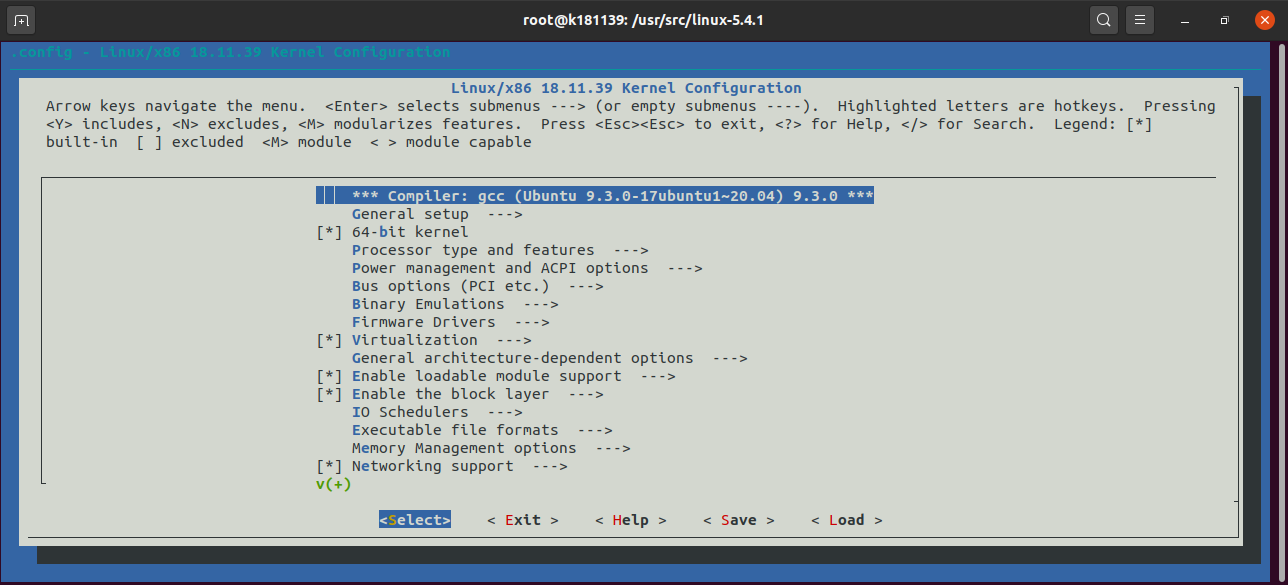 root@k181139: /usr/src/linux-5.4.1
.config - Linux/x86 18.11.39 Kernel Configuration
Linux/x86 18.11.39 Kernel Configuration
Arrow keys navigate the menu.  <Enter> selects submenus ---> (or empty submenus ----).  Highlighted letters are hotkeys.  Pressing
<Y> includes, <N> excludes, <M> modularizes features.  Press <Esc><Esc> to exit, <?> for Help, </> for Search.  Legend: [*]
built-in  [ ] excluded  <M> module  < > module capable
*** Compiler: gcc (Ubuntu 9.3.0-17ubuntu1~20.04) 9.3.0 ***
General setup  --->
[*] 64-bit kernel
Processor type and features  --->
Power management and ACPI options  --->
Bus options (PCI etc.)  --->
Binary Emulations  --->
Firmware Drivers  --->
[*] Virtualization  --->
General architecture-dependent options  --->
[*] Enable loadable module support  --->
[*] Enable the block layer  --->
IO Schedulers  --->
Executable file formats  --->
Memory Management options  --->
[*] Networking support  --->
v(+)
<Select>    < Exit >    < Help >    < Save >    < Load >